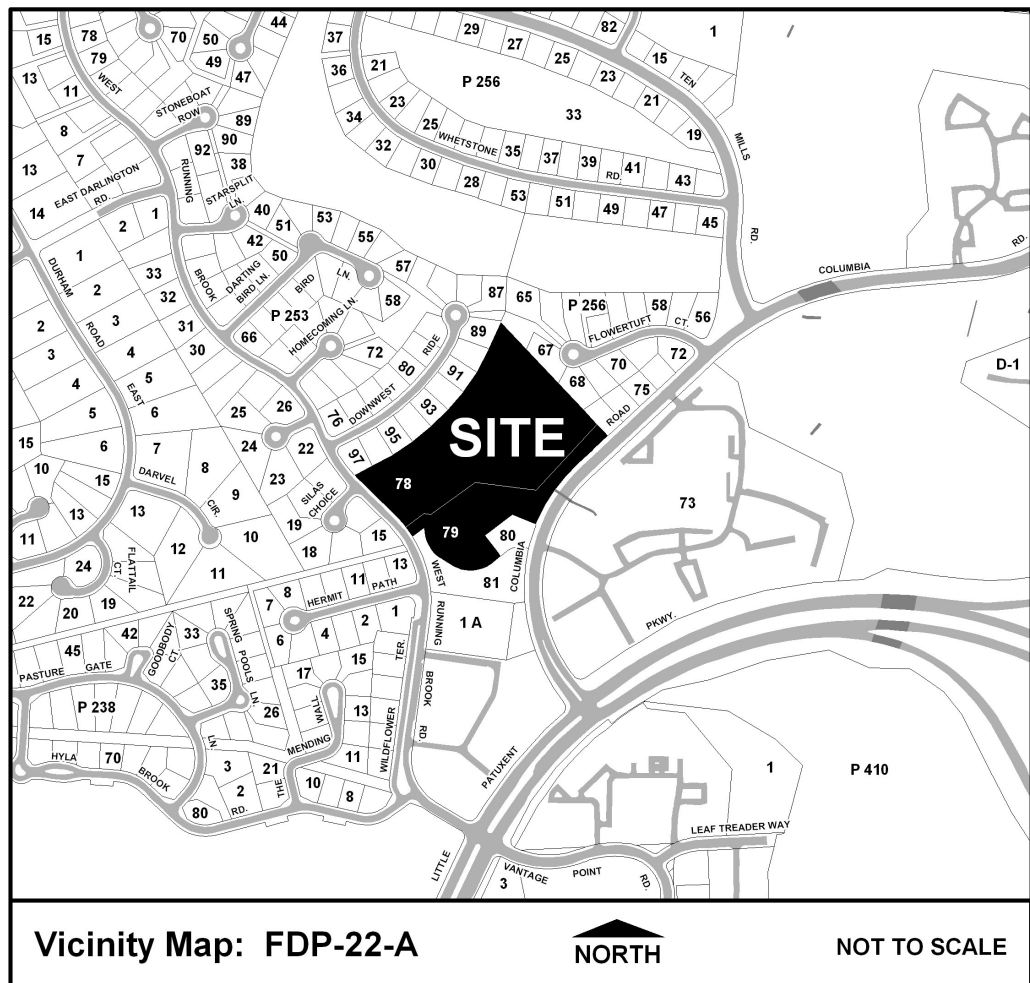 15
78
70
50
44
37
29
27
82
1
79
49
47
36
21
25
15
TEN
13
11
WEST
P 256
23
STONEBOAT
ROW
89
34
23
33
21
8
90
25
19
MILLS
7
92
38
32
WHETSTONE
35
37
39
RD.
41
43
13
EAST DARLINGTON
RD.
RUNNING
STARSPLIT
LN.
30
28
53
51
49
47
45
14
2
1
40
51
53
55
RD.
1
42
50
57
COLUMBIA
RD.
DURHAM
ROAD
33
BROOK
DARTING
BIRD LN.
BIRD
LN.
58
87
65
P 256
58
56
2
32
P 253
HOMECOMING LN.
FLOWERTUFT
CT.
2
3
31
66
89
67
70
72
D-1
3
4
30
72
80
RIDE
91
68
75
4
EAST
5
25
26
76
DOWNWEST
93
ROAD
5
6
24
22
95
SITE
15
6
7
8
97
78
10
15
DARVEL
CIR.
9
23
SILAS
CHOICE
73
13
13
10
19
79
80
11
12
18
15
WEST
COLUMBIA
24
FLATTAIL
CT.
11
13
81
22
20
19
8
11
HERMIT
PATH
7
RUNNING
PKWY.
42
GOODBODY
CT.
33
SPRING
POOLS
LN.
6
4
2
1
1 A
45
PASTURE
GATE
35
17
15
TER.
BROOK
RD.
P 238
26
WALL
13
WILDFLOWER
HYLA
70
BROOK
LN.
3
21
MENDING
11
PATUXENT
1
P 410
80
2
RD.
THE
10
8
LEAF TREADER WAY
LITTLE
3
VANTAGE
POINT
RD.
Vicinity Map: FDP-22-A
NORTH
NOT TO SCALE